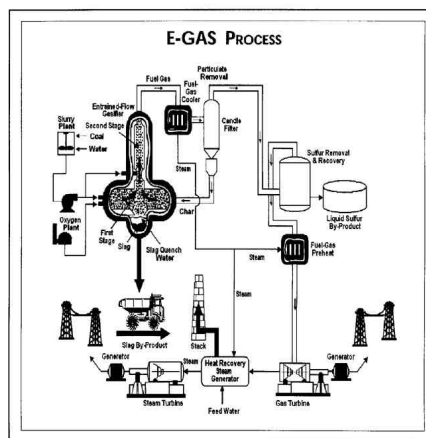 E-GAS PROCESS
Fuel Gas
Particulate
Removal
Fuel-
Gas
Cooler
Entrained-Flow
Gasifier
Slurry
Plant
Second Stage
Candle
Filter
Coal
Water
Sulfur Removal
& Recovery
Steam
Oxygen
Plant
Char
Liquid Sulfur
By-Product
First
Stage
Slag
Slag Quench
Water
Fuel-Gas
Preheat
Steam
Steam
Slag By-Product
Stack
Generator
Steam
Heat Recovery
Steam
Generator
Generator
Steam Turbine
Feed Water
Gas Turbine